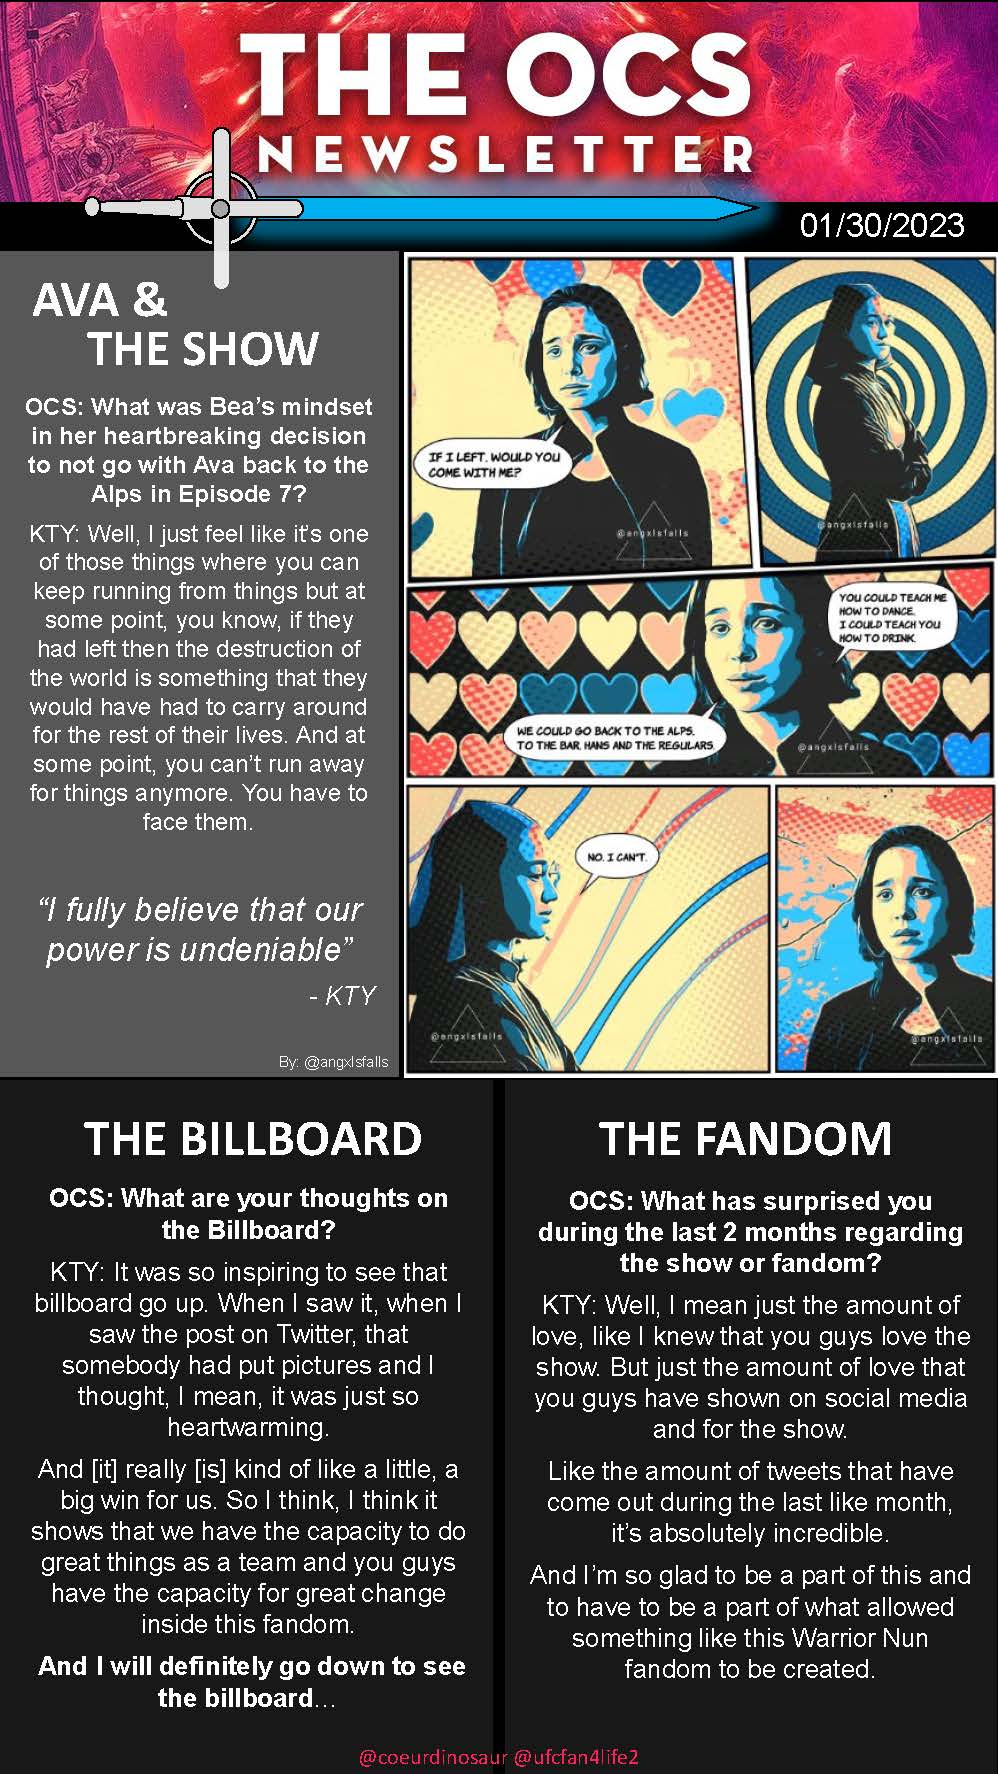 THE OCS
NEWSLETTER
01/30/2023
AVA &
THE SHOW
OCS: What was Bea's mindset
in her heartbreaking decision
to not go with Ava back to the
Alps in Episode 7?
KTY: Well, I just feel like it's one
of those things where you can
keep running from things but at
some point, you know, if they
had left then the destruction of
the world is something that they
would have had to carry around
for the rest of their lives. And at
some point, you can't run away
for things anymore. You have to
face them.
“I fully believe that our
power is undeniable”
- KTY
By: @angxlsfalls
IF I LEFT. WOULD YOU
COME WITH ME?
@angxlsfalls
@angxlsfalls
YOU COULD TEACH ME
HOW TO DANCE.
I COULD TEACH YOU
HOW TO DRINK.
WE COULD GO BACK TO THE ALPS.
TO THE BAR, HANS AND THE REGULARS.
@angxlsfalls
NO. I CAN'T.
@angxlsfalls
@angxlsfalls
THE BILLBOARD
OCS: What are your thoughts on
the Billboard?
KTY: It was so inspiring to see that
billboard go up. When I saw it, when I
saw the post on Twitter, that
somebody had put pictures and I
thought, I mean, it was just so
heartwarming.
And [it] really [is] kind of like a little, a
big win for us. So I think, I think it
shows that we have the capacity to do
great things as a team and you guys
have the capacity for great change
inside this fandom.
And I will definitely go down to see
the billboard…
THE FANDOM
OCS: What has surprised you
during the last 2 months regarding
the show or fandom?
KTY: Well, I mean just the amount of
love, like I knew that you guys love the
show. But just the amount of love that
you guys have shown on social media
and for the show.
Like the amount of tweets that have
come out during the last like month,
it's absolutely incredible.
And I'm so glad to be a part of this and
to have to be a part of what allowed
something like this Warrior Nun
fandom to be created.
@coeurdinosaur @ufcfan4life2